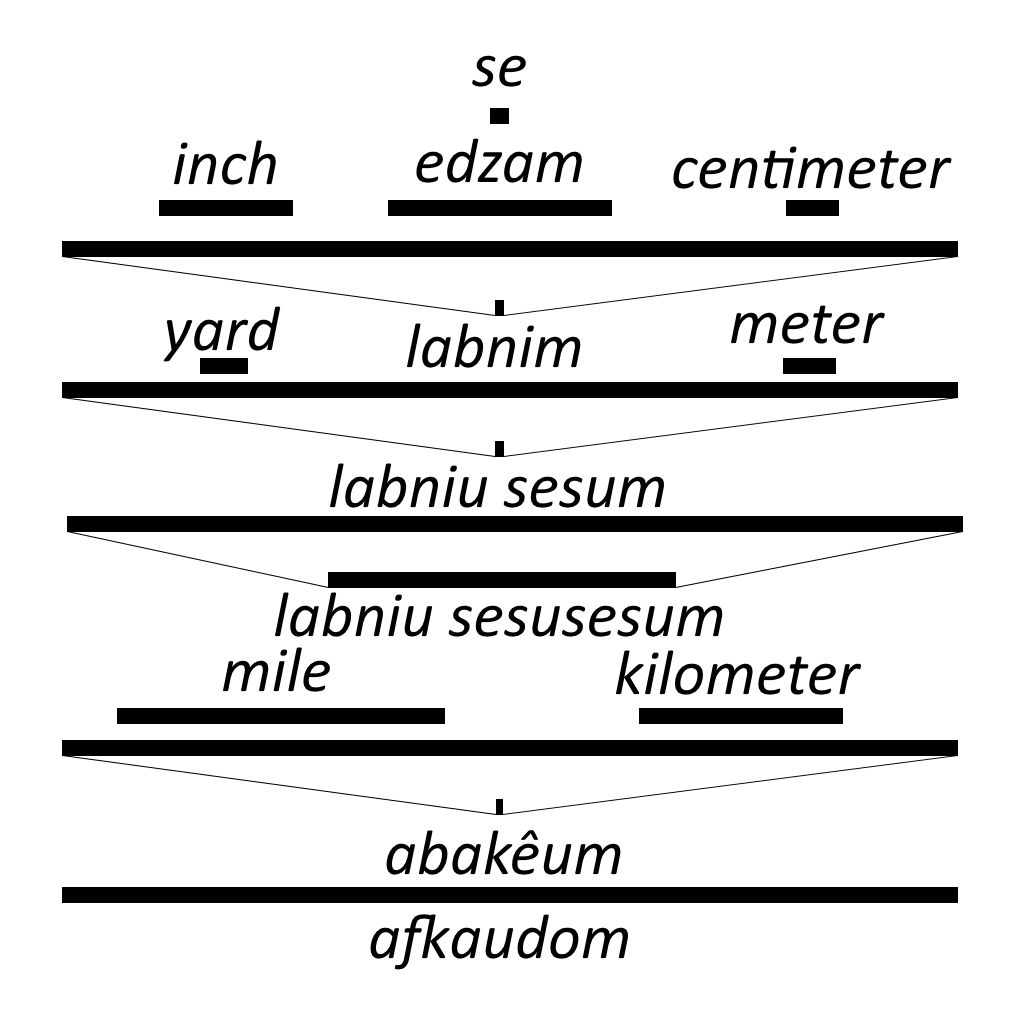 se
inch edzam centimeter
yard labnim meter
labniu sesum
labniu sesusesum
mile kilometer
abakêum
afkaudom